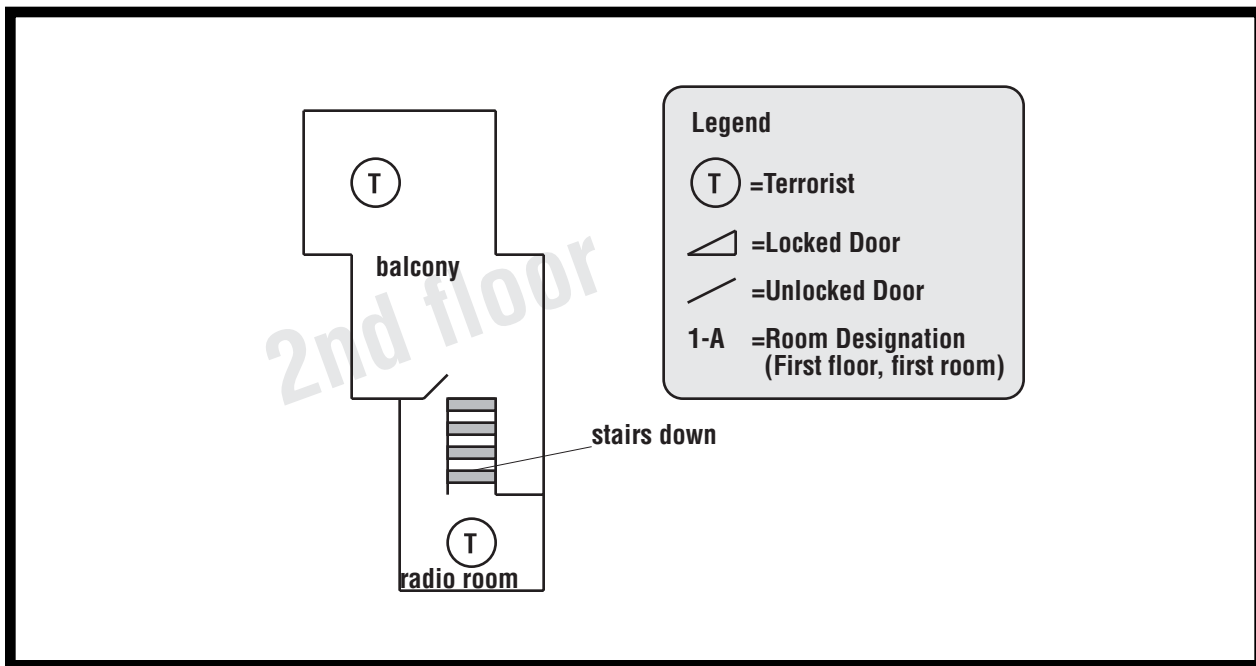 T
balcony
2nd floor
stairs down
T
radio room
Legend
T =Terrorist
=Locked Door
=Unlocked Door
1-A =Room Designation
(First floor, first room)